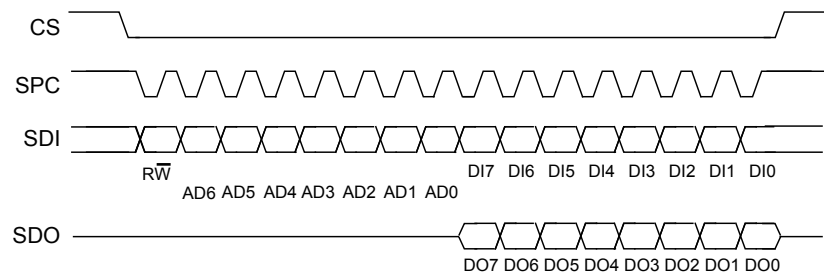 CS
SPC
SDI
RW̅ DI7 DI6 DI5 DI4 DI3 DI2 DI1 DI0
AD6 AD5 AD4 AD3 AD2 AD1 AD0
SDO
DO7 DO6 DO5 DO4 DO3 DO2 DO1 DO0